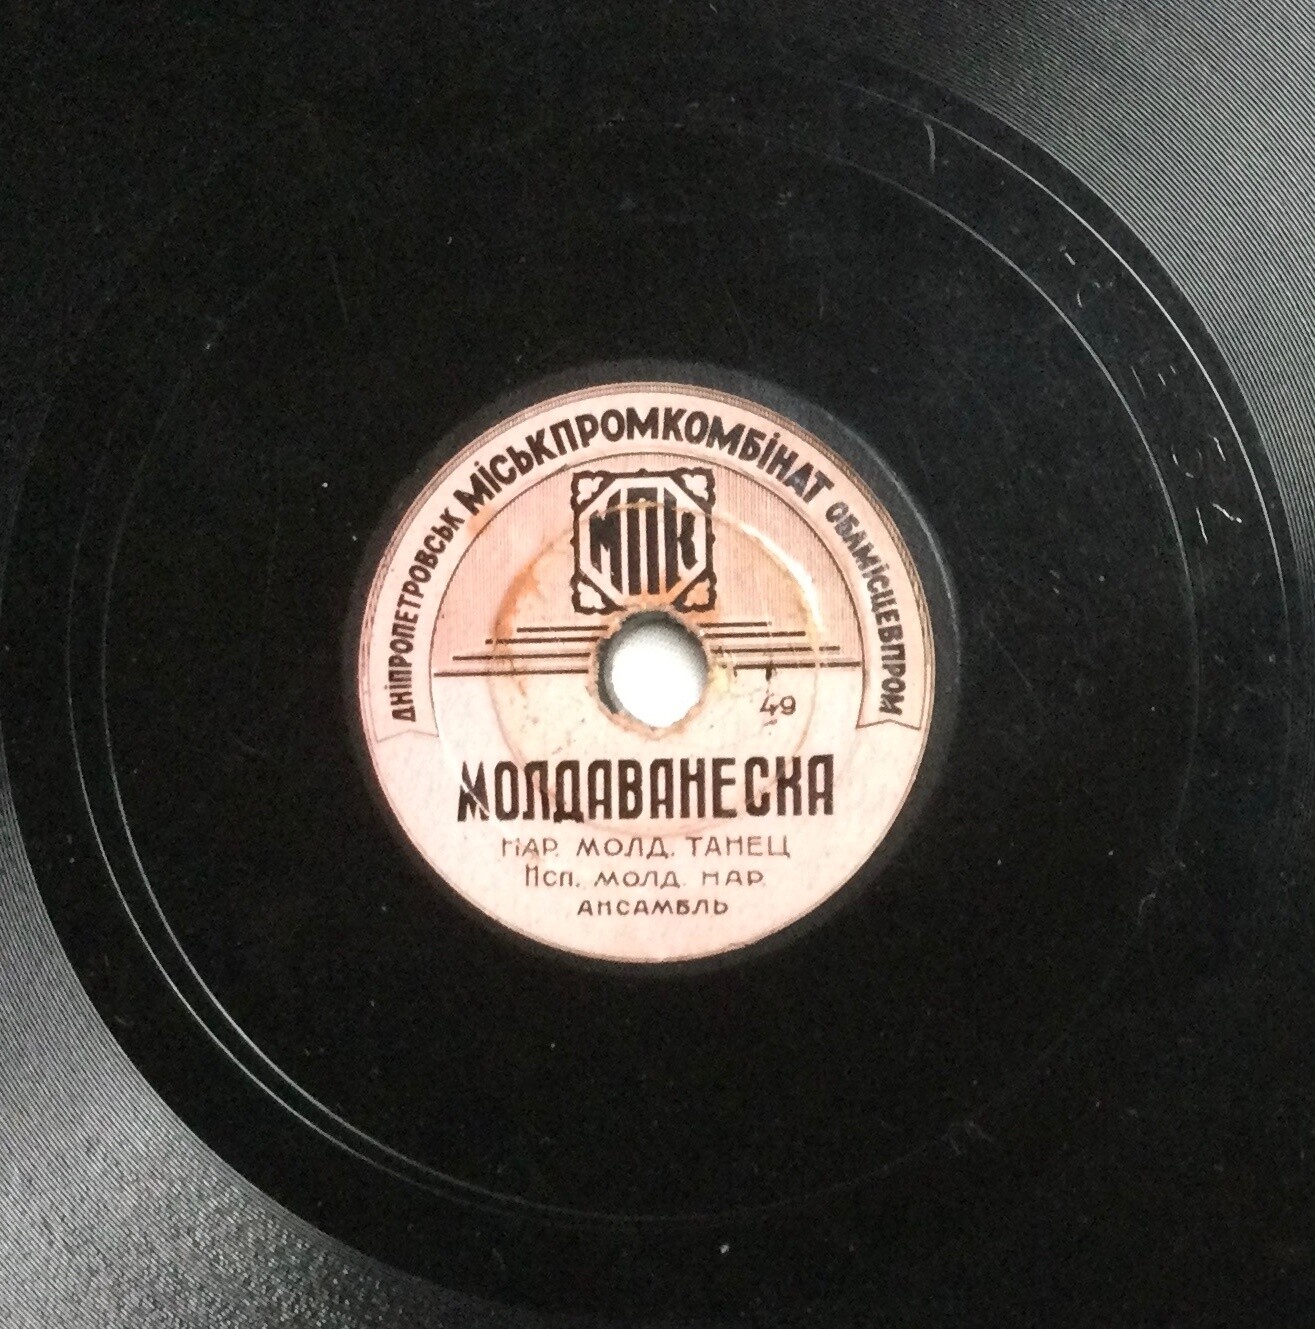 ДНІПРОПЕТРОВСЬК МІСЬКПРОМКОМБІНАТ ОБЛМІСЦЕВПРОМ
МПК
49
МОЛДАВАНЕСКА
НАР. МОЛД. ТАНЕЦ
Исп. МОЛД. НАР.
АНСАМБЛЬ